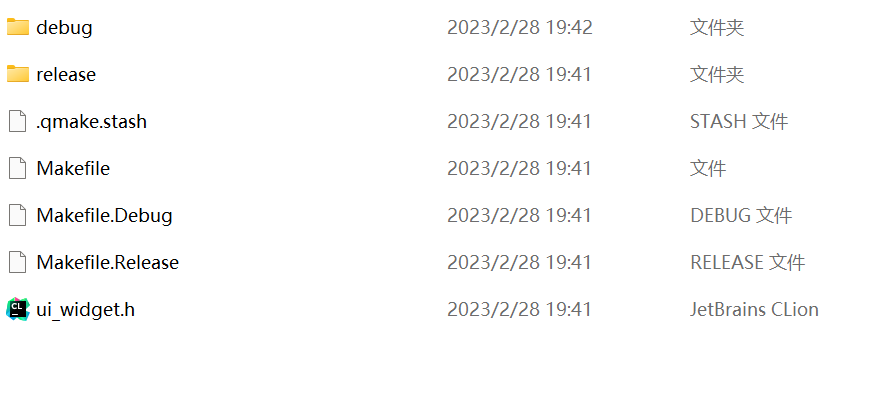 debug 2023/2/28 19:42 文件夹
release 2023/2/28 19:41 文件夹
.qmake.stash 2023/2/28 19:41 STASH 文件
Makefile 2023/2/28 19:41 文件
Makefile.Debug 2023/2/28 19:41 DEBUG 文件
Makefile.Release 2023/2/28 19:41 RELEASE 文件
CL ui_widget.h 2023/2/28 19:41 JetBrains CLion